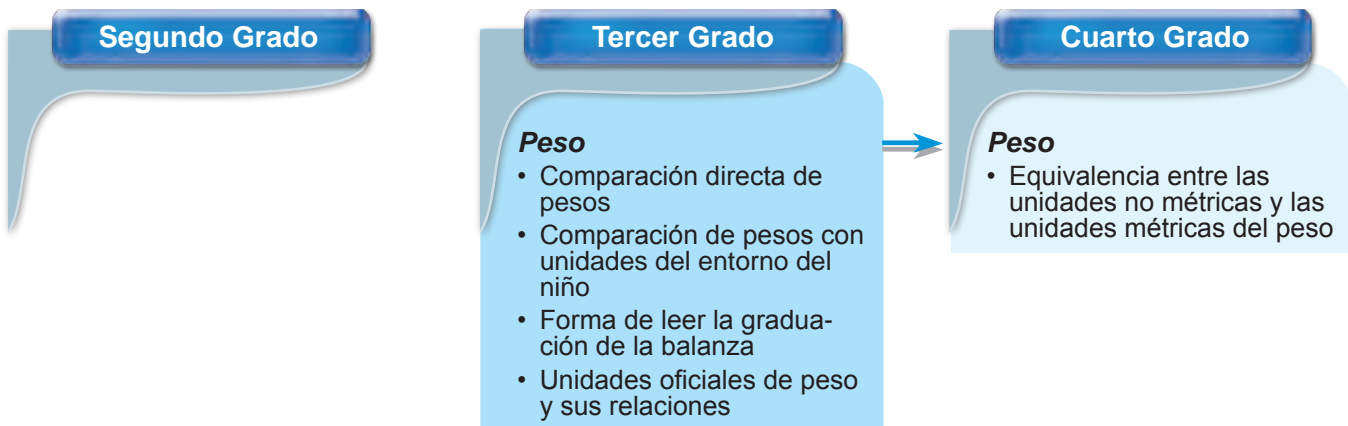 Segundo Grado
Tercer Grado
Peso
• Comparación directa de
pesos
• Comparación de pesos con
unidades del entorno del
niño
• Forma de leer la gradua-
ción de la balanza
• Unidades oficiales de peso
y sus relaciones
Cuarto Grado
Peso
• Equivalencia entre las
unidades no métricas y las
unidades métricas del peso